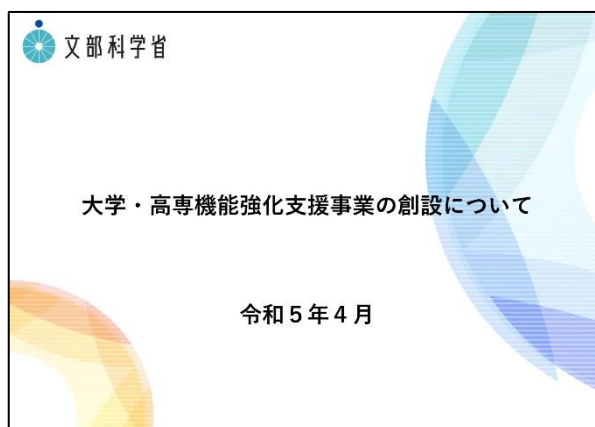 文部科学省
大学・高専機能強化支援事業の創設について
令和５年４月